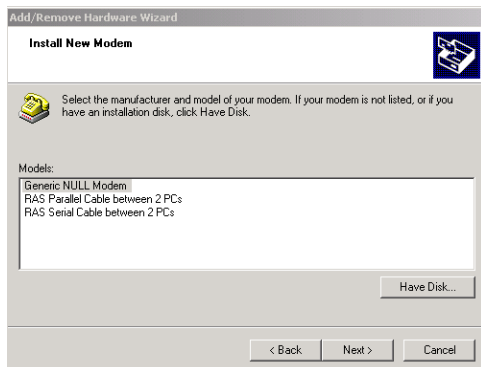 Add/Remove Hardware Wizard
Install New Modem
Select the manufacturer and model of your modem. If your modem is not listed, or if you
have an installation disk, click Have Disk.
Models:
Generic NULL Modem
RAS Parallel Cable between 2 PCs
RAS Serial Cable between 2 PCs
Have Disk...
< Back
Next >
Cancel